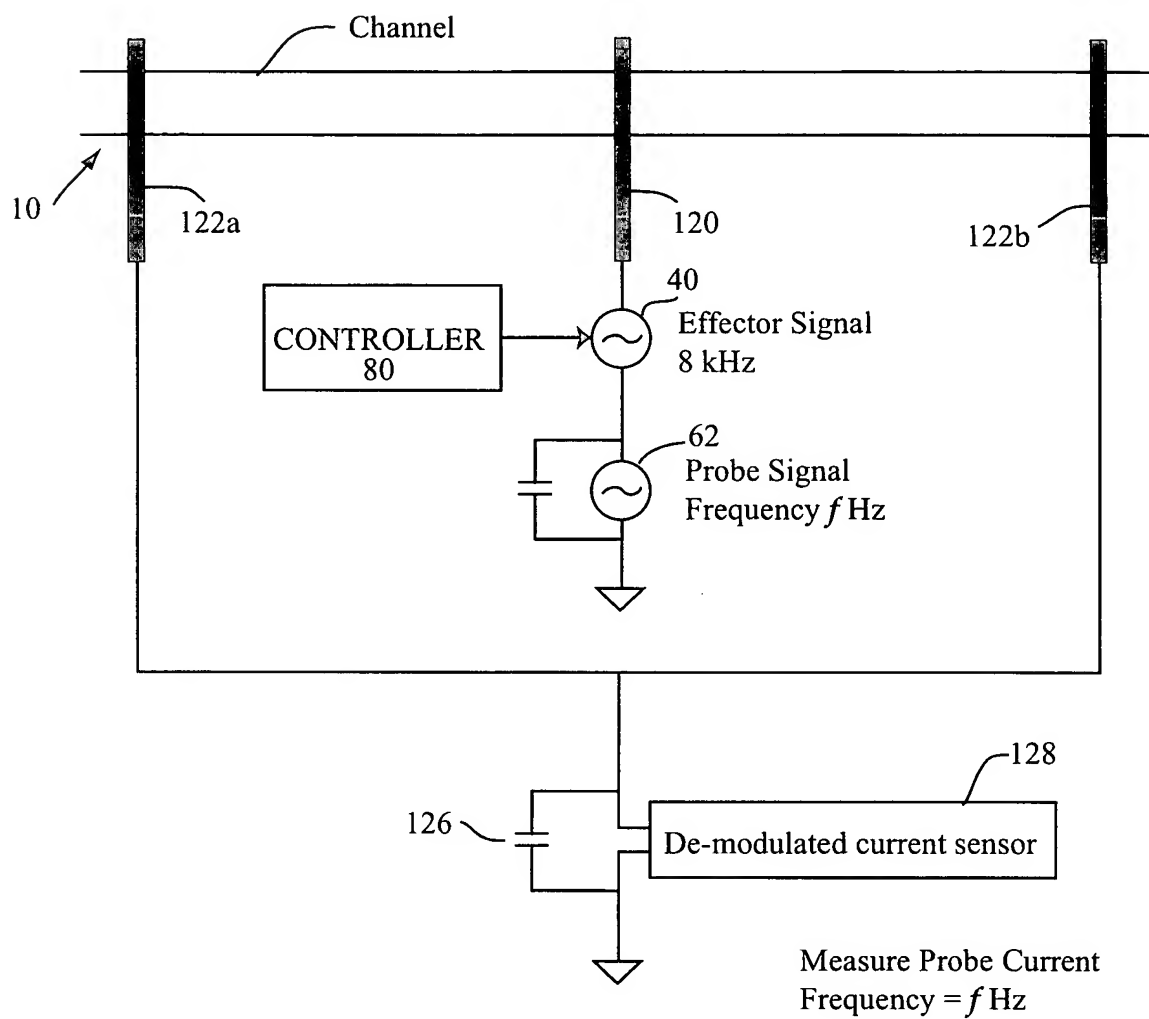 Channel
10
122a
120
122b
40
CONTROLLER
80
Effector Signal
8 kHz
62
Probe Signal
Frequency f Hz
128
126
De-modulated current sensor
Measure Probe Current
Frequency = f Hz